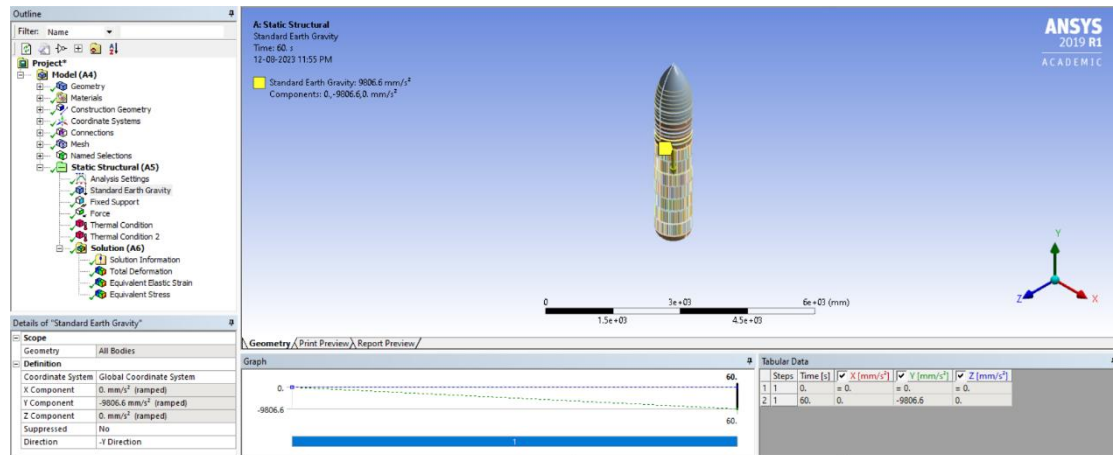 Outline
Filter: Name
Project*
Model (A4)
Geometry
Materials
Construction Geometry
Coordinate Systems
Connections
Mesh
Named Selections
Static Structural (A5)
Analysis Settings
Standard Earth Gravity
Fixed Support
Force
Thermal Condition
Thermal Condition 2
Solution (A6)
Solution Information
Total Deformation
Equivalent Elastic Strain
Equivalent Stress
Details of "Standard Earth Gravity"
Scope
Geometry All Bodies
Definition
Coordinate System Global Coordinate System
X Component 0. mm/s² (ramped)
Y Component -9806.6 mm/s² (ramped)
Z Component 0. mm/s² (ramped)
Suppressed No
Direction -Y Direction
A: Static Structural
Standard Earth Gravity
Time: 60. s
12-08-2023 11:55 PM
Standard Earth Gravity: 9806.6 mm/s²
Components: 0.,-9806.6,0. mm/s²
ANSYS
2019 R1
ACADEMIC
Y
Z X
0 3e+03 6e+03 (mm)
1.5e+03 4.5e+03
Geometry Print Preview Report Preview
Graph
60.
0.
-9806.6
60.
1
Tabular Data
Steps Time [s] X [mm/s²] Y [mm/s²] Z [mm/s²]
1 1 0. = 0. = 0. = 0.
2 1 60. 0. -9806.6 0.